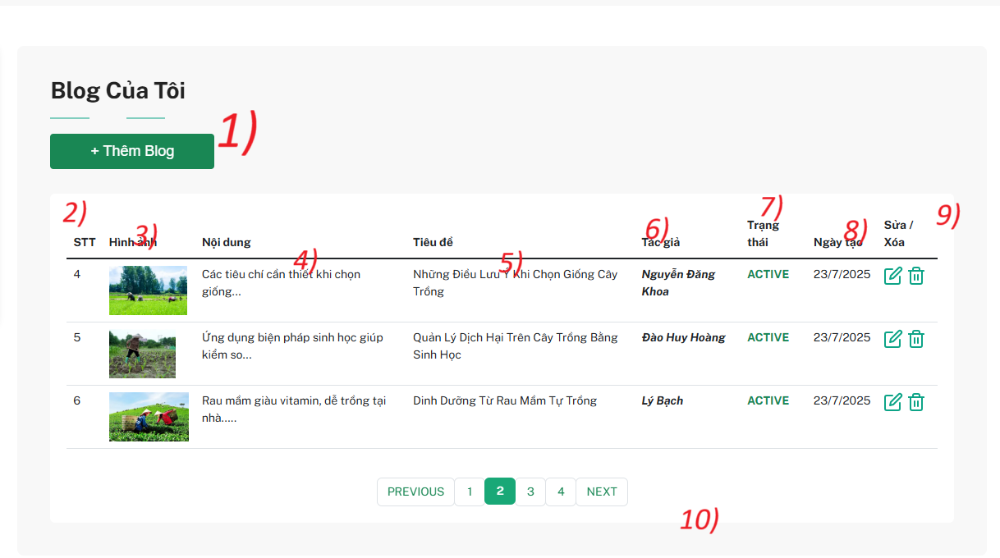 Blog Của Tôi
1)
+ Thêm Blog
2) 3) 4) 5) 6) 7) 8) 9)
STT Hình ảnh Nội dung Tiêu đề Tác giả Trạng thái Ngày tạo Sửa / Xóa
4 Các tiêu chí cần thiết khi chọn Những Điều Lưu Ý Khi Chọn Giống Cây Nguyễn Đăng ACTIVE 23/7/2025
giống... Trồng Khoa
5 Ứng dụng biện pháp sinh học giúp Quản Lý Dịch Hại Trên Cây Trồng Bằng Đào Huy Hoàng ACTIVE 23/7/2025
kiểm so... Sinh Học
6 Rau mầm giàu vitamin, dễ trồng tại Dinh Dưỡng Từ Rau Mầm Tự Trồng Lý Bạch ACTIVE 23/7/2025
nhà.....
PREVIOUS 1 2 3 4 NEXT
10)